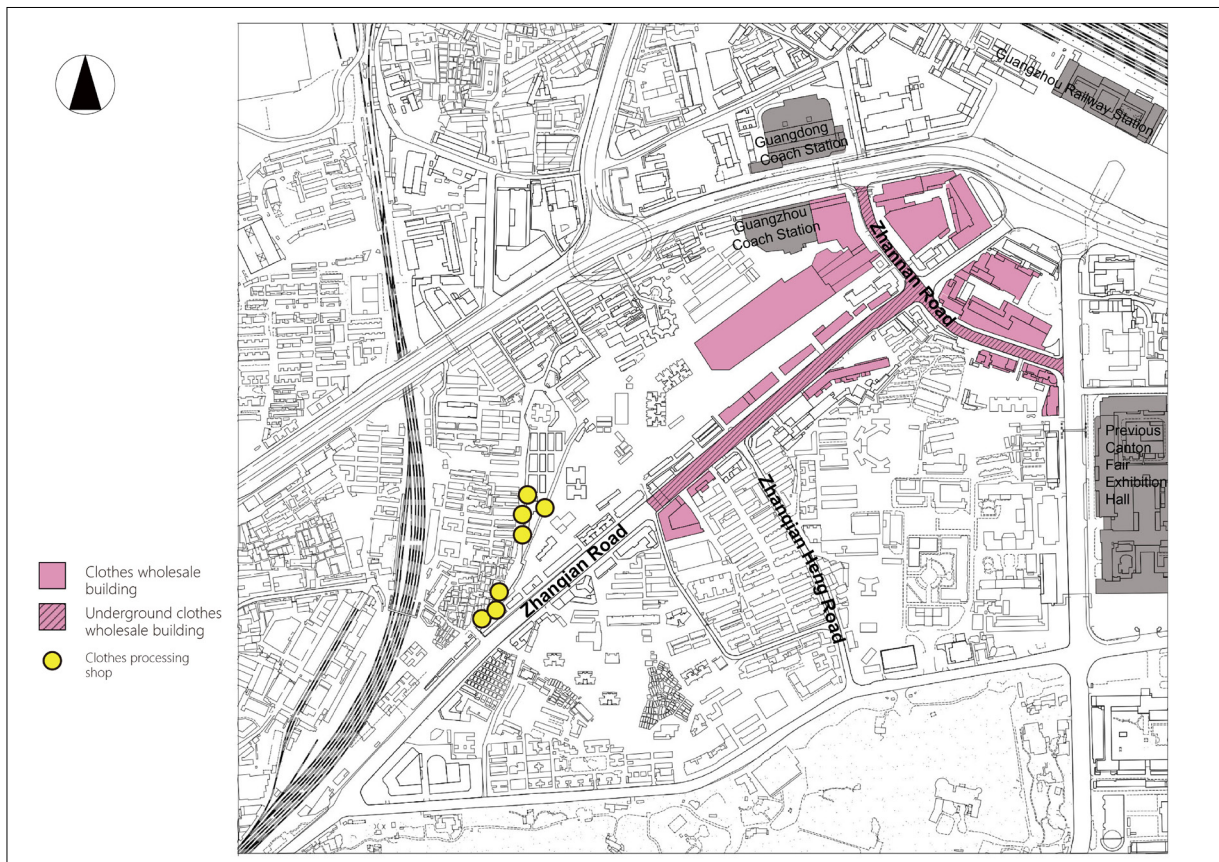 Guangzhou Railway Station
Guangdong
Coach Station
Guangzhou
Coach Station
Zhannan Road
Previous
Canton
Fair
Exhibition
Hall
Zhanqian Heng Road
Zhanqian Road
Clothes wholesale
building
Underground clothes
wholesale building
Clothes processing
shop